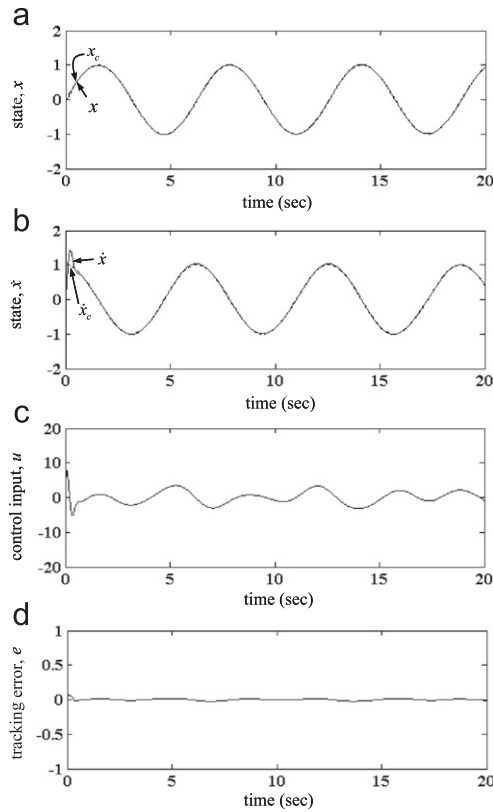 a
2
1
0
-1
-2
state, x
x_c
x
0
5
10
15
20
time (sec)
b
2
1
0
-1
-2
state, ẋ
ẋ
ẋ_c
0
5
10
15
20
time (sec)
c
20
10
0
-10
-20
control input, u
0
5
10
15
20
time (sec)
d
1
0.5
0
-0.5
-1
tracking error, e
0
5
10
15
20
time (sec)